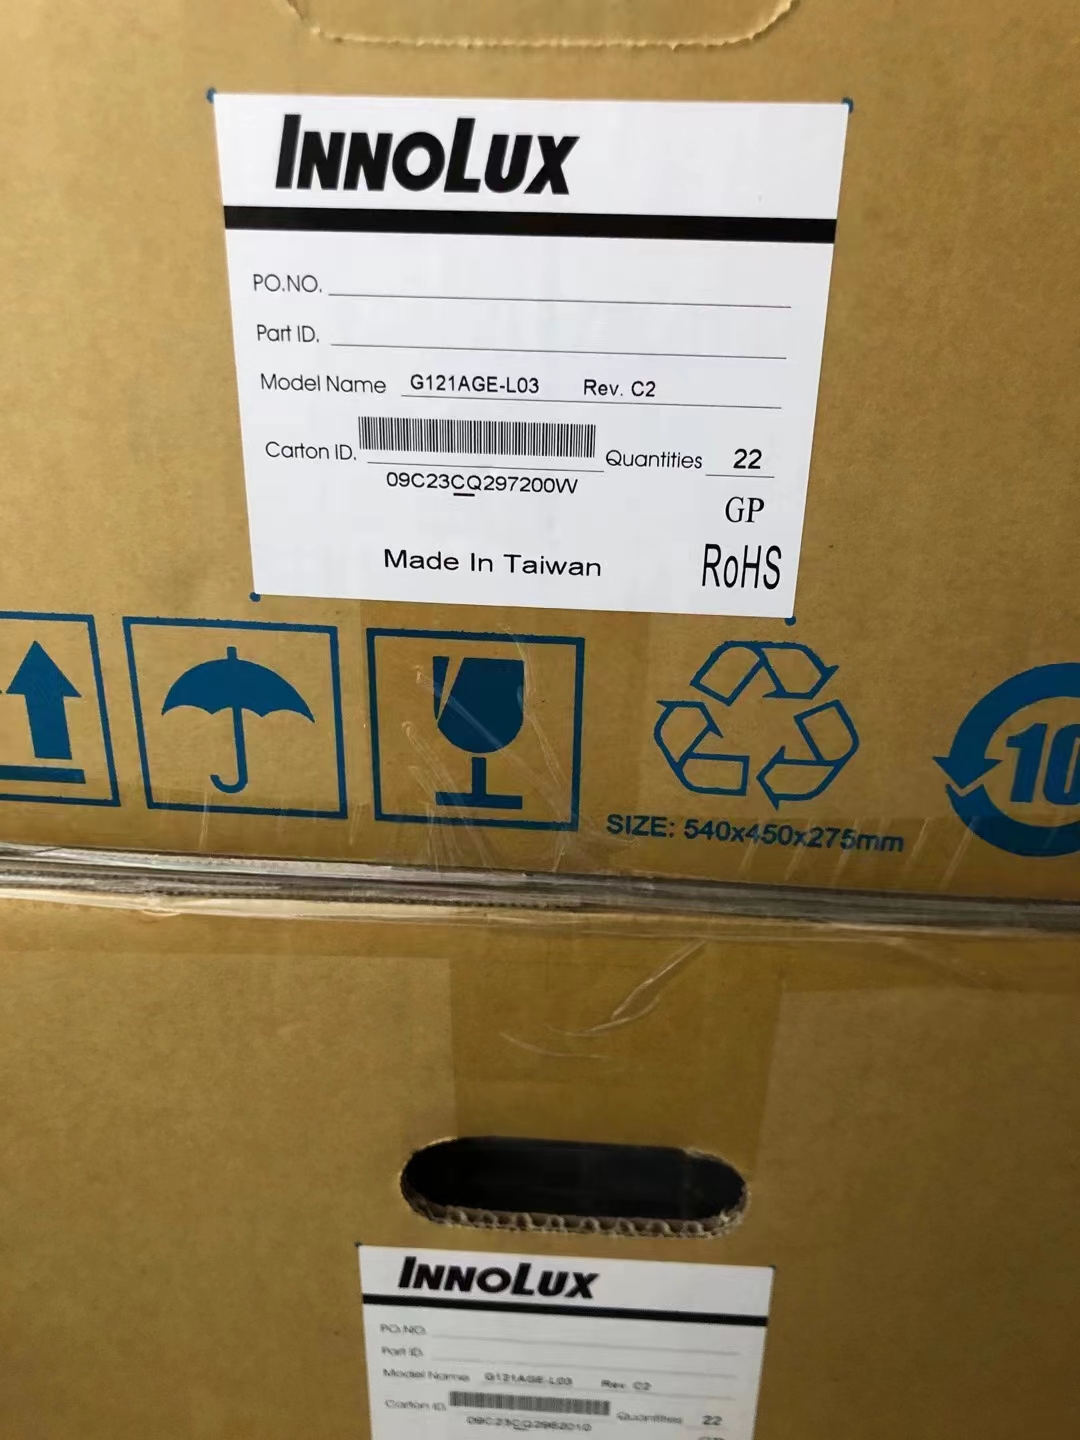 INNOLUX
PO.NO.
Part ID.
Model Name G121AGE-L03 Rev. C2
Carton ID. Quantities 22
09C23CQ297200W
GP
Made In Taiwan RoHS
SIZE: 540x450x275mm
10
INNOLUX
PO.NO.
Part ID.
Model Name G121AGE-L03 Rev. C2
Carton ID. Quantities 22